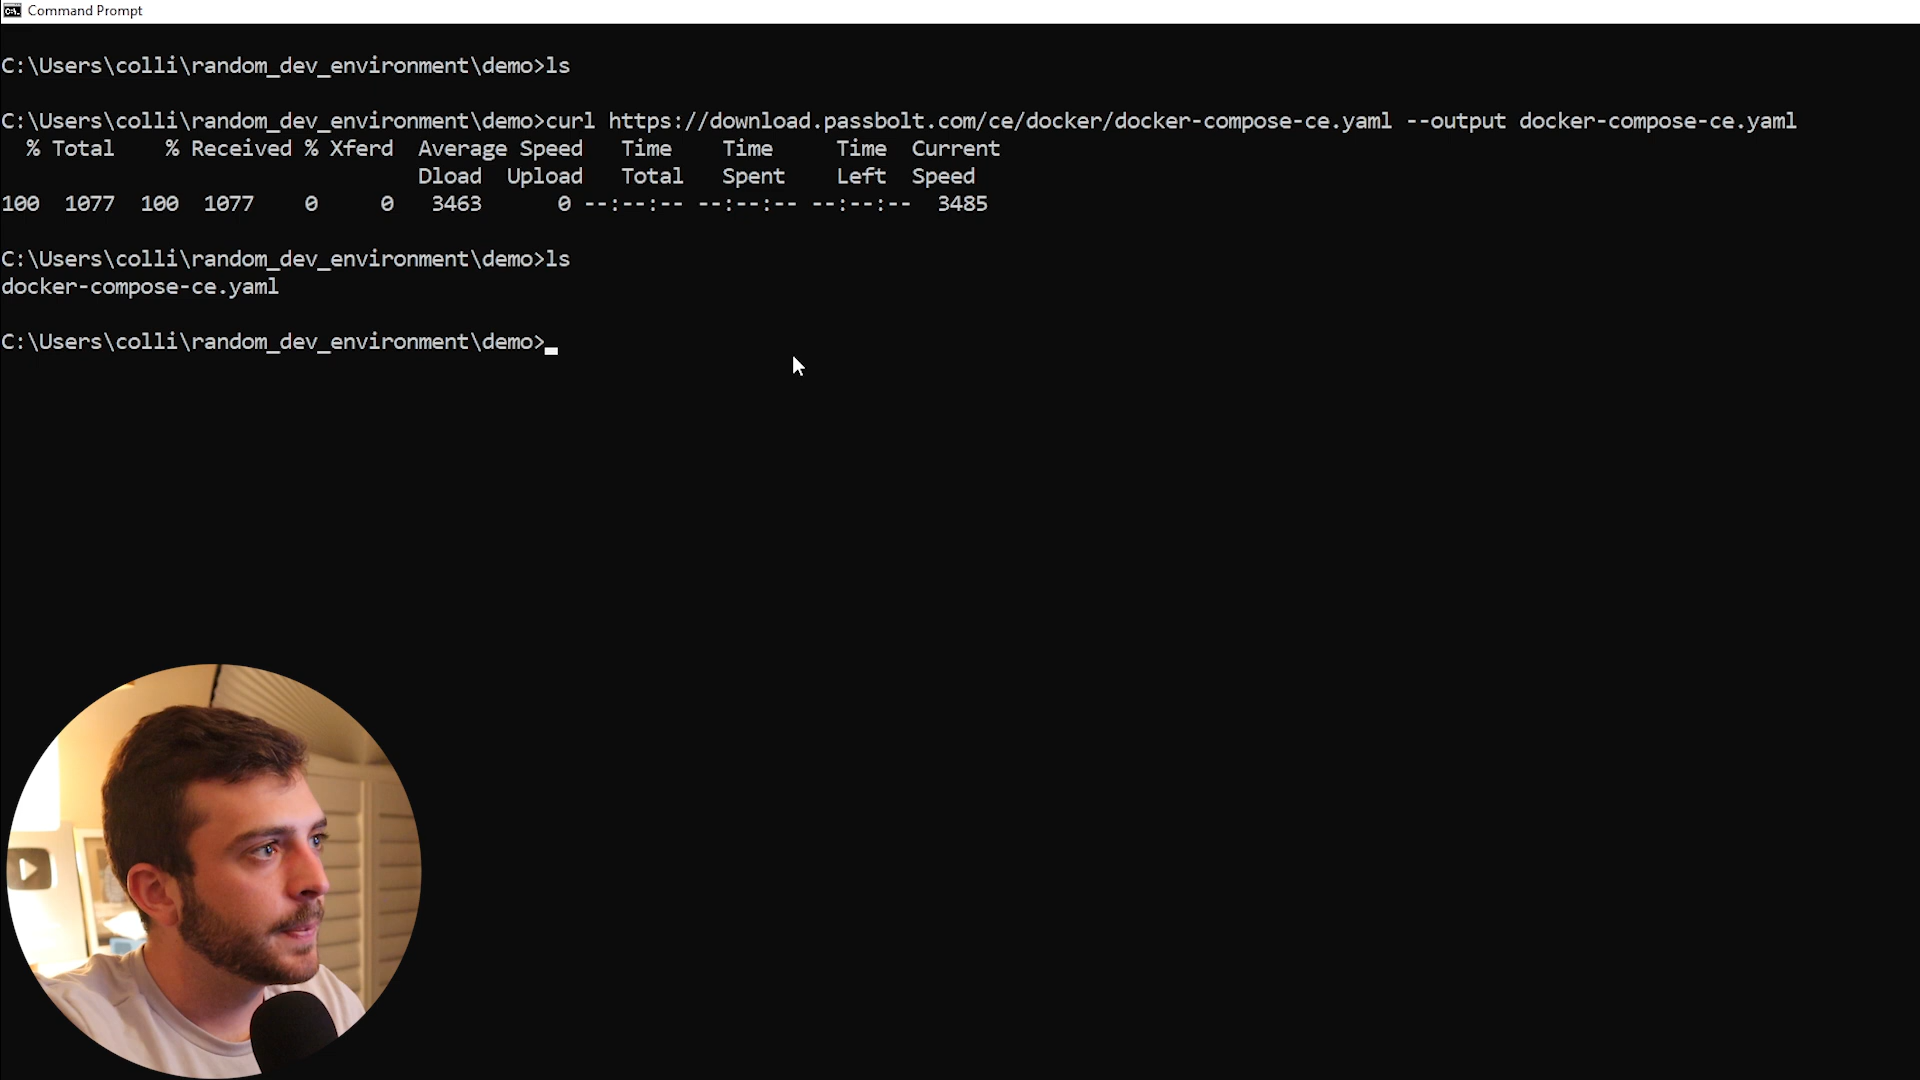 Command Prompt
C:\Users\colli\random_dev_environment\demo>ls
C:\Users\colli\random_dev_environment\demo>curl https://download.passbolt.com/ce/docker/docker-compose-ce.yaml --output docker-compose-ce.yaml
% Total % Received % Xferd Average Speed Time Time Time Current
Dload Upload Total Spent Left Speed
100 1077 100 1077 0 0 3463 0 --:--:-- --:--:-- --:--:-- 3485
C:\Users\colli\random_dev_environment\demo>ls
docker-compose-ce.yaml
C:\Users\colli\random_dev_environment\demo>